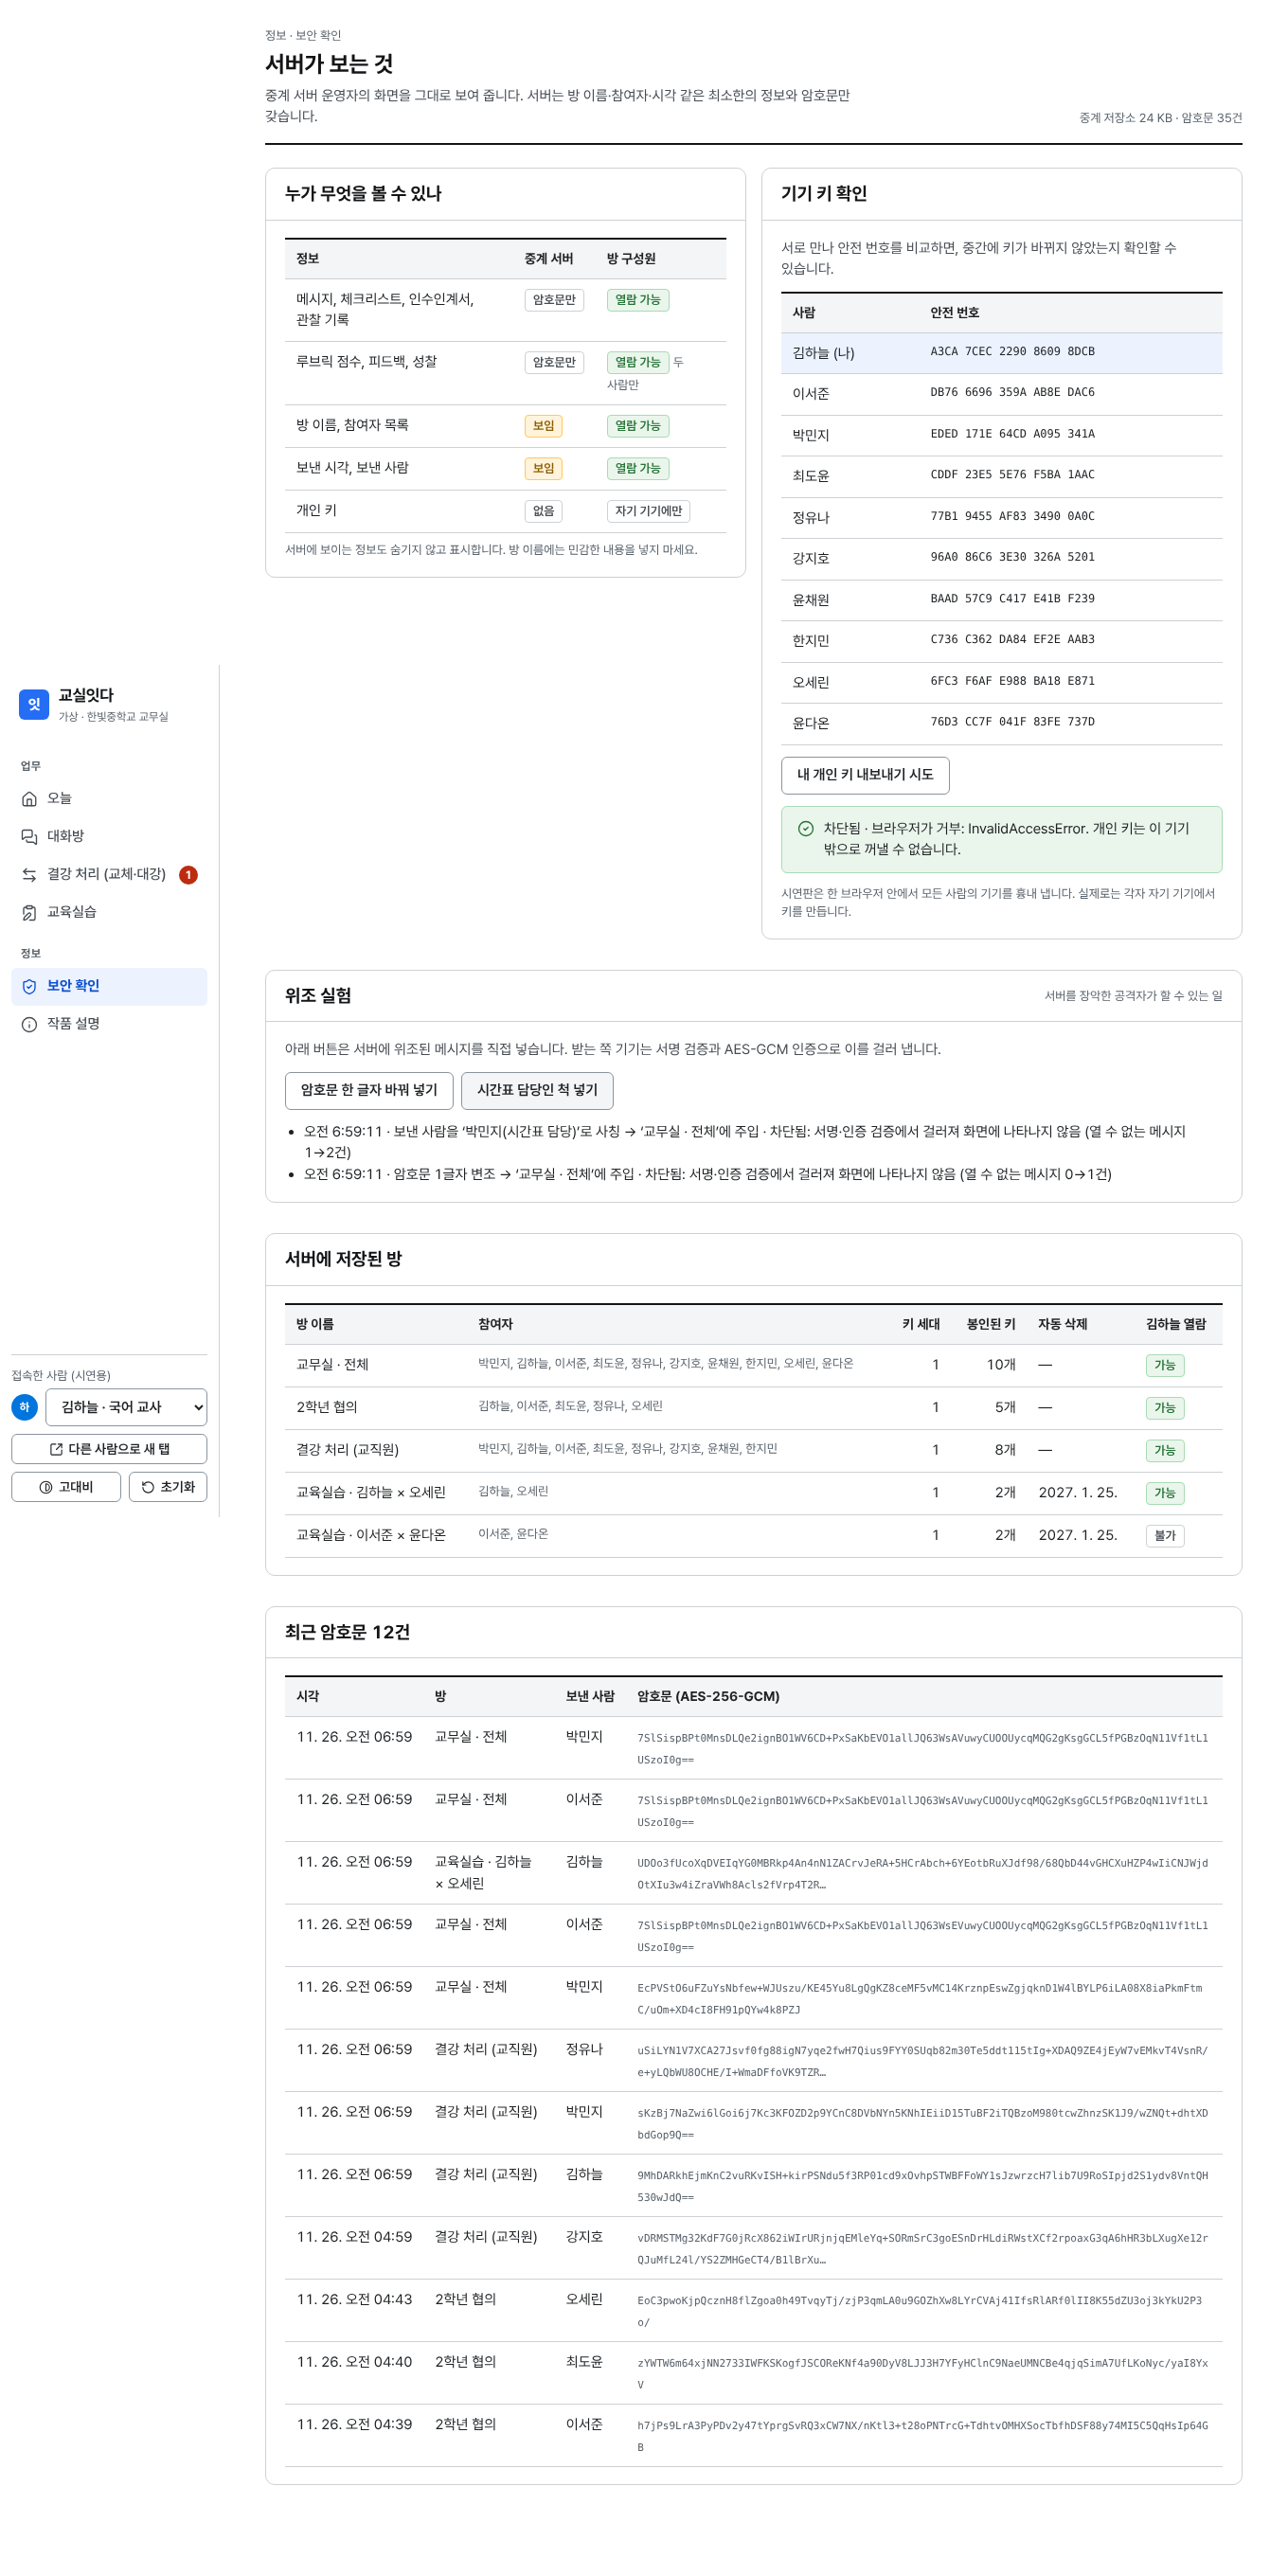 정보 · 보안 확인
서버가 보는 것
중계 서버 운영자의 화면을 그대로 보여 줍니다. 서버는 방 이름·참여자·시각 같은 최소한의 정보와 암호문만
갖습니다.
중계 저장소 24 KB · 암호문 35건
누가 무엇을 볼 수 있나
정보 중계 서버 방 구성원
메시지, 체크리스트, 인수인계서, 암호문만 열람 가능
관찰 기록
루브릭 점수, 피드백, 성찰 암호문만 열람 가능 두
사람만
방 이름, 참여자 목록 보임 열람 가능
보낸 시각, 보낸 사람 보임 열람 가능
개인 키 없음 자기 기기에만
서버에 보이는 정보도 숨기지 않고 표시합니다. 방 이름에는 민감한 내용을 넣지 마세요.
기기 키 확인
서로 만나 안전 번호를 비교하면, 중간에 키가 바뀌지 않았는지 확인할 수
있습니다.
사람 안전 번호
김하늘 (나) A3CA 7CEC 2290 8609 8DCB
이서준 DB76 6696 359A AB8E DAC6
박민지 EDED 171E 64CD A095 341A
최도윤 CDDF 23E5 5E76 F5BA 1AAC
정유나 77B1 9455 AF83 3490 0A0C
강지호 96A0 86C6 3E30 326A 5201
윤채원 BAAD 57C9 C417 E41B F239
한지민 C736 C362 DA84 EF2E AAB3
오세린 6FC3 F6AF E988 BA18 E871
윤다온 76D3 CC7F 041F 83FE 737D
내 개인 키 내보내기 시도
차단됨 · 브라우저가 거부: InvalidAccessError. 개인 키는 이 기기
밖으로 꺼낼 수 없습니다.
시연판은 한 브라우저 안에서 모든 사람의 기기를 흉내 냅니다. 실제로는 각자 자기 기기에서
키를 만듭니다.
잇 교실잇다
가상 · 한빛중학교 교무실
업무
오늘
대화방
결강 처리 (교체·대강) 1
교육실습
정보
보안 확인
작품 설명
접속한 사람 (시연용)
하 김하늘 · 국어 교사
다른 사람으로 새 탭
고대비 초기화
위조 실험
서버를 장악한 공격자가 할 수 있는 일
아래 버튼은 서버에 위조된 메시지를 직접 넣습니다. 받는 쪽 기기는 서명 검증과 AES-GCM 인증으로 이를 걸러 냅니다.
암호문 한 글자 바꿔 넣기 시간표 담당인 척 넣기
• 오전 6:59:11 · 보낸 사람을 ‘박민지(시간표 담당)’로 사칭 → ‘교무실 · 전체’에 주입 · 차단됨: 서명·인증 검증에서 걸러져 화면에 나타나지 않음 (열 수 없는 메시지
1→2건)
• 오전 6:59:11 · 암호문 1글자 변조 → ‘교무실 · 전체’에 주입 · 차단됨: 서명·인증 검증에서 걸러져 화면에 나타나지 않음 (열 수 없는 메시지 0→1건)
서버에 저장된 방
방 이름 참여자 키 세대 봉인된 키 자동 삭제 김하늘 열람
교무실 · 전체 박민지, 김하늘, 이서준, 최도윤, 정유나, 강지호, 윤채원, 한지민, 오세린, 윤다온 1 10개 — 가능
2학년 협의 김하늘, 이서준, 최도윤, 정유나, 오세린 1 5개 — 가능
결강 처리 (교직원) 박민지, 김하늘, 이서준, 최도윤, 정유나, 강지호, 윤채원, 한지민 1 8개 — 가능
교육실습 · 김하늘 × 오세린 김하늘, 오세린 1 2개 2027. 1. 25. 가능
교육실습 · 이서준 × 윤다온 이서준, 윤다온 1 2개 2027. 1. 25. 불가
최근 암호문 12건
시각 방 보낸 사람 암호문 (AES-256-GCM)
11. 26. 오전 06:59 교무실 · 전체 박민지 7SlSispBPt0MnsDLQe2ignBO1WV6CD+PxSaKbEVO1allJQ63WsAVuwyCUOOUycqMQG2gKsgGCL5fPGBzOqN11Vf1tL1
USzoI0g==
11. 26. 오전 06:59 교무실 · 전체 이서준 7SlSispBPt0MnsDLQe2ignBO1WV6CD+PxSaKbEVO1allJQ63WsAVuwyCUOOUycqMQG2gKsgGCL5fPGBzOqN11Vf1tL1
USzoI0g==
11. 26. 오전 06:59 교육실습 · 김하늘 김하늘 UDOo3fUcoXqDVEIqYG0MBRkp4An4nN1ZACrvJeRA+5HCrAbch+6YEotbRuXJdf98/68QbD44vGHCXuHZP4wIiCNJWjd
× 오세린 OtXIu3w4iZraVWh8Acls2fVrp4T2R…
11. 26. 오전 06:59 교무실 · 전체 이서준 7SlSispBPt0MnsDLQe2ignBO1WV6CD+PxSaKbEVO1allJQ63WsEVuwyCUOOUycqMQG2gKsgGCL5fPGBzOqN11Vf1tL1
USzoI0g==
11. 26. 오전 06:59 교무실 · 전체 박민지 EcPVStO6uFZuYsNbfew+WJUszu/KE45Yu8LgQgKZ8ceMF5vMC14KrznpEswZgjqknD1W4lBYLP6iLA08X8iaPkmFtm
C/uOm+XD4cI8FH91pQYw4k8PZJ
11. 26. 오전 06:59 결강 처리 (교직원) 정유나 uSiLYN1V7XCA27Jsvf0fg88igN7yqe2fwH7Qius9FYY0SUqb82m30Te5ddt115tIg+XDAQ9ZE4jEyW7vEMkvT4VsnR/
e+yLQbWU8OCHE/I+WmaDFfoVK9TZR…
11. 26. 오전 06:59 결강 처리 (교직원) 박민지 sKzBj7NaZwi6lGoi6j7Kc3KFOZD2p9YCnC8DVbNYn5KNhIEiiD15TuBF2iTQBzoM980tcwZhnzSK1J9/wZNQt+dhtXD
bdGop9Q==
11. 26. 오전 06:59 결강 처리 (교직원) 김하늘 9MhDARkhEjmKnC2vuRKvISH+kirPSNdu5f3RP01cd9xOvhpSTWBFFoWY1sJzwrzcH7lib7U9RoSIpjd2S1ydv8VntQH
530wJdQ==
11. 26. 오전 04:59 결강 처리 (교직원) 강지호 vDRMSTMg32KdF7G0jRcX862iWIrURjnjqEMleYq+SORmSrC3goESnDrHLdiRWstXCf2rpoaxG3qA6hHR3bLXugXe12r
QJuMfL24l/YS2ZMHGeCT4/B1lBrXu…
11. 26. 오전 04:43 2학년 협의 오세린 EoC3pwoKjpQcznH8flZgoa0h49TvqyTj/zjP3qmLA0u9GOZhXw8LYrCVAj41IfsRlARf0lII8K55dZU3oj3kYkU2P3
o/
11. 26. 오전 04:40 2학년 협의 최도윤 zYWTW6m64xjNN2733IWFKSKogfJSCOReKNf4a90DyV8LJJ3H7YFyHClnC9NaeUMNCBe4qjqSimA7UfLKoNyc/yaI8Yx
V
11. 26. 오전 04:39 2학년 협의 이서준 h7jPs9LrA3PyPDv2y47tYprgSvRQ3xCW7NX/nKtl3+t28oPNTrcG+TdhtvOMHXSocTbfhDSF88y74MI5C5QqHsIp64G
B